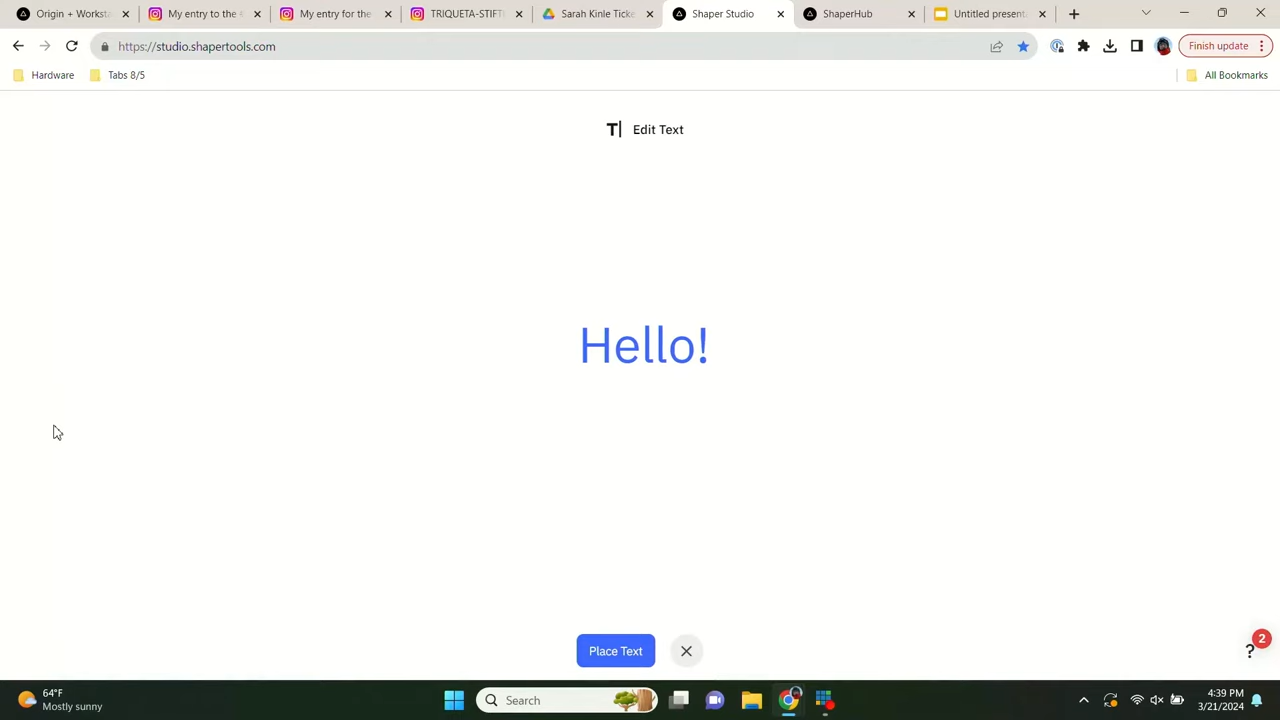 Origin + Worksta
My entry to the
My entry for the
TRIQUETA-STIFT
Sarah Kinle Ticke
Shaper Studio
ShaperHub
Untitled present
https://studio.shapertools.com
Finish update
Hardware
Tabs 8/5
All Bookmarks
T Edit Text
Hello!
Place Text
?
2
64°F
Mostly sunny
Search
4:39 PM
3/21/2024